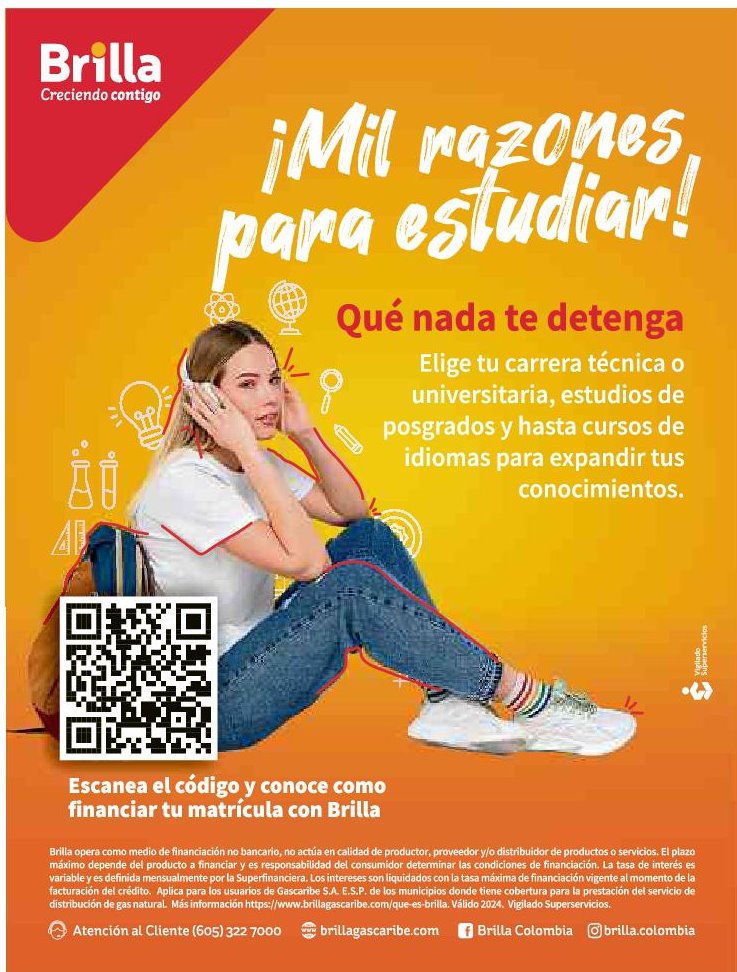 Brilla
Creciendo contigo
¡Mil razones
para estudiar!
Qué nada te detenga
Elige tu carrera técnica o
universitaria, estudios de
posgrados y hasta cursos de
idiomas para expandir tus
conocimientos.
Vigilado
Superservicios
Escanea el código y conoce como
financiar tu matrícula con Brilla
Brilla opera como medio de financiación no bancario, no actúa en calidad de productor, proveedor y/o distribuidor de productos o servicios. El plazo
máximo depende del producto a financiar y es responsabilidad del consumidor determinar las condiciones de financiación. La tasa de interés es
variable y es definida mensualmente por la Superfinanciera. Los intereses son liquidados con la tasa máxima de financiación vigente al momento de la
facturación del crédito. Aplica para los usuarios de Gascaribe S.A. E.S.P. de los municipios donde tiene cobertura para la prestación del servicio de
distribución de gas natural. Más información https://www.brillagascaribe.com/que-es-brilla. Válido 2024. Vigilado Superservicios.
Atención al Cliente (605) 322 7000 brillagascaribe.com Brilla Colombia brilla.colombia